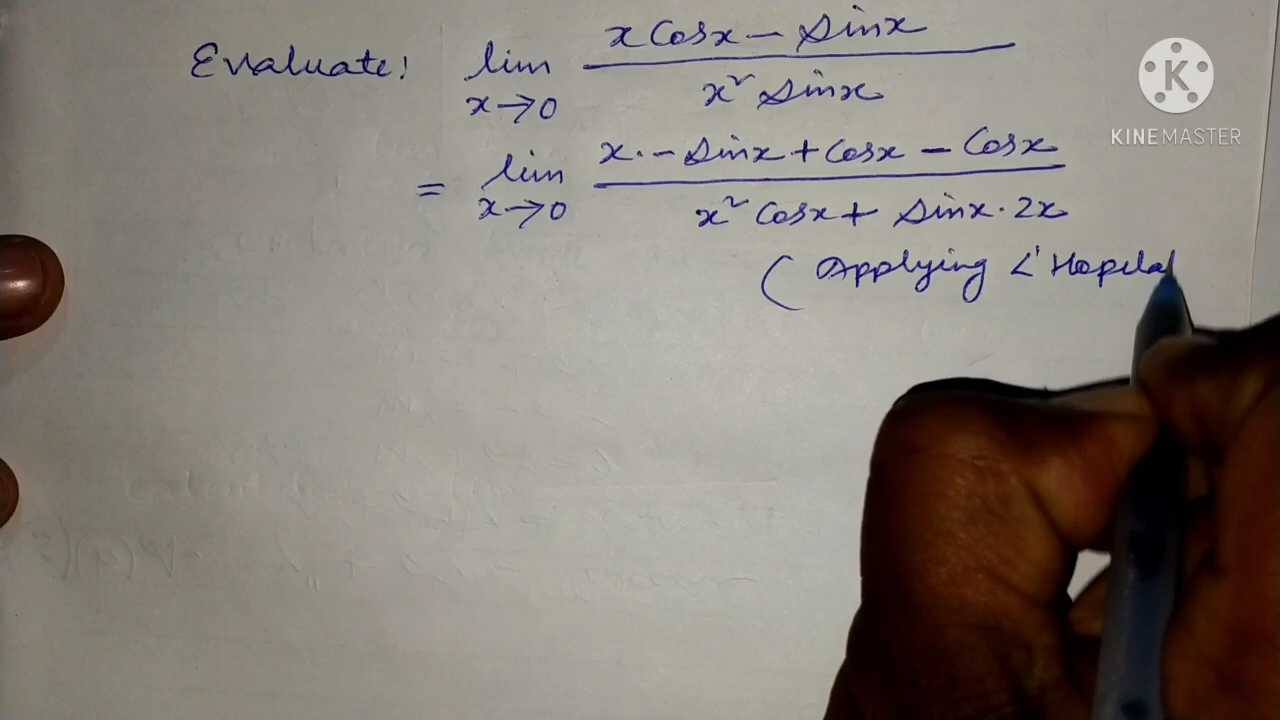 Evaluate: lim x→0 (x Cosx − Sinx) / (x² Sinx)
= lim x→0 (x·−Sinx + Cosx − Cosx) / (x² Cosx + Sinx·2x)
( Applying L'Hopital
K
KINEMASTER